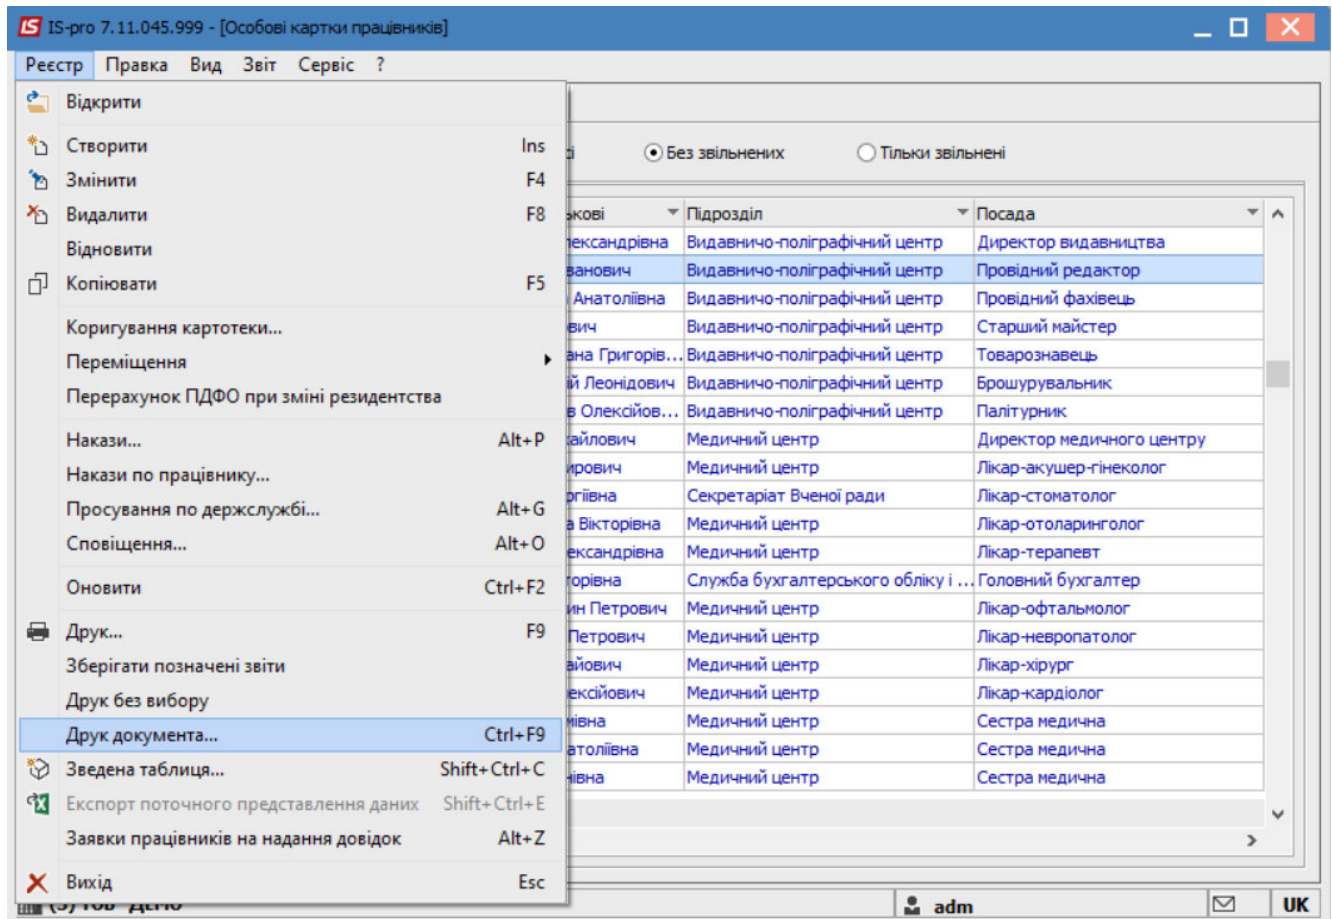 IS-pro 7.11.045.999 - [Особові картки працівників]
Реєстр Правка Вид Звіт Сервіс ?
Відкрити
Створити Ins
Змінити F4
Видалити F8
Відновити
Копіювати F5
Коригування картотеки...
Переміщення
Перерахунок ПДФО при зміні резидентства
Накази... Alt+P
Накази по працівнику...
Просування по держслужбі... Alt+G
Сповіщення... Alt+O
Оновити Ctrl+F2
Друк... F9
Зберігати позначені звіти
Друк без вибору
Друк документа... Ctrl+F9
Зведена таблиця... Shift+Ctrl+C
Експорт поточного представлення даних Shift+Ctrl+E
Заявки працівників на надання довідок Alt+Z
Вихід Esc
Без звільнених Тільки звільнені
ькові Підрозділ Посада
лександрівна Видавничо-поліграфічний центр Директор видавництва
ванович Видавничо-поліграфічний центр Провідний редактор
Анатоліївна Видавничо-поліграфічний центр Провідний фахівець
вич Видавничо-поліграфічний центр Старший майстер
ана Григорів... Видавничо-поліграфічний центр Товарознавець
ій Леонідович Видавничо-поліграфічний центр Брошурувальник
в Олексійов... Видавничо-поліграфічний центр Палітурник
хайлович Медичний центр Директор медичного центру
ирович Медичний центр Лікар-акушер-гінеколог
ргіївна Секретаріат Вченої ради Лікар-стоматолог
а Вікторівна Медичний центр Лікар-отоларинголог
ександрівна Медичний центр Лікар-терапевт
торівна Служба бухгалтерського обліку і ... Головний бухгалтер
ин Петрович Медичний центр Лікар-офтальмолог
Петрович Медичний центр Лікар-невропатолог
айович Медичний центр Лікар-хірург
ексійович Медичний центр Лікар-кардіолог
мівна Медичний центр Сестра медична
атоліївна Медичний центр Сестра медична
нівна Медичний центр Сестра медична
adm UK